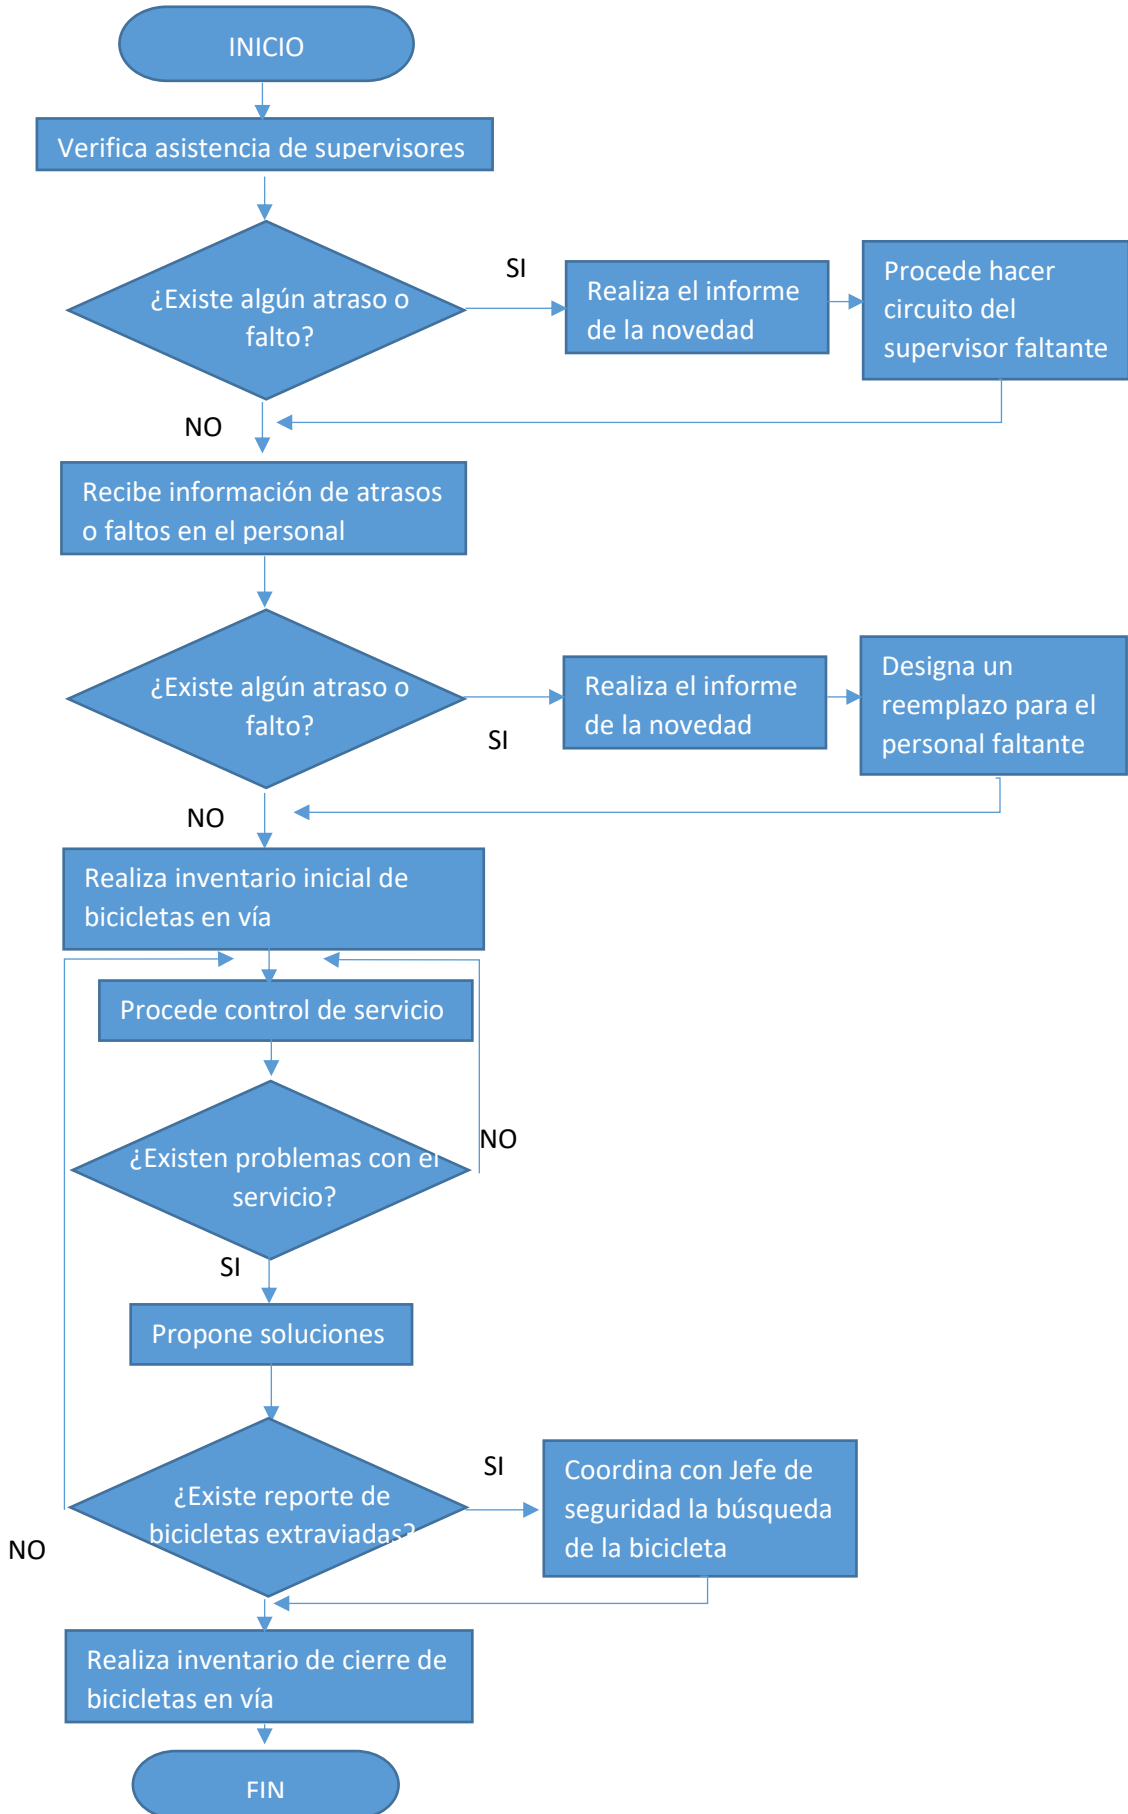 INICIO
Verifica asistencia de supervisores
¿Existe algún atraso o
falto?
SI
Realiza el informe
de la novedad
Procede hacer
circuito del
supervisor faltante
NO
Recibe información de atrasos
o faltos en el personal
¿Existe algún atraso o
falto?
SI
Realiza el informe
de la novedad
Designa un
reemplazo para el
personal faltante
NO
Realiza inventario inicial de
bicicletas en vía
Procede control de servicio
¿Existen problemas con el
servicio?
NO
SI
Propone soluciones
¿Existe reporte de
bicicletas extraviadas?
SI
Coordina con Jefe de
seguridad la búsqueda
de la bicicleta
NO
Realiza inventario de cierre de
bicicletas en vía
FIN